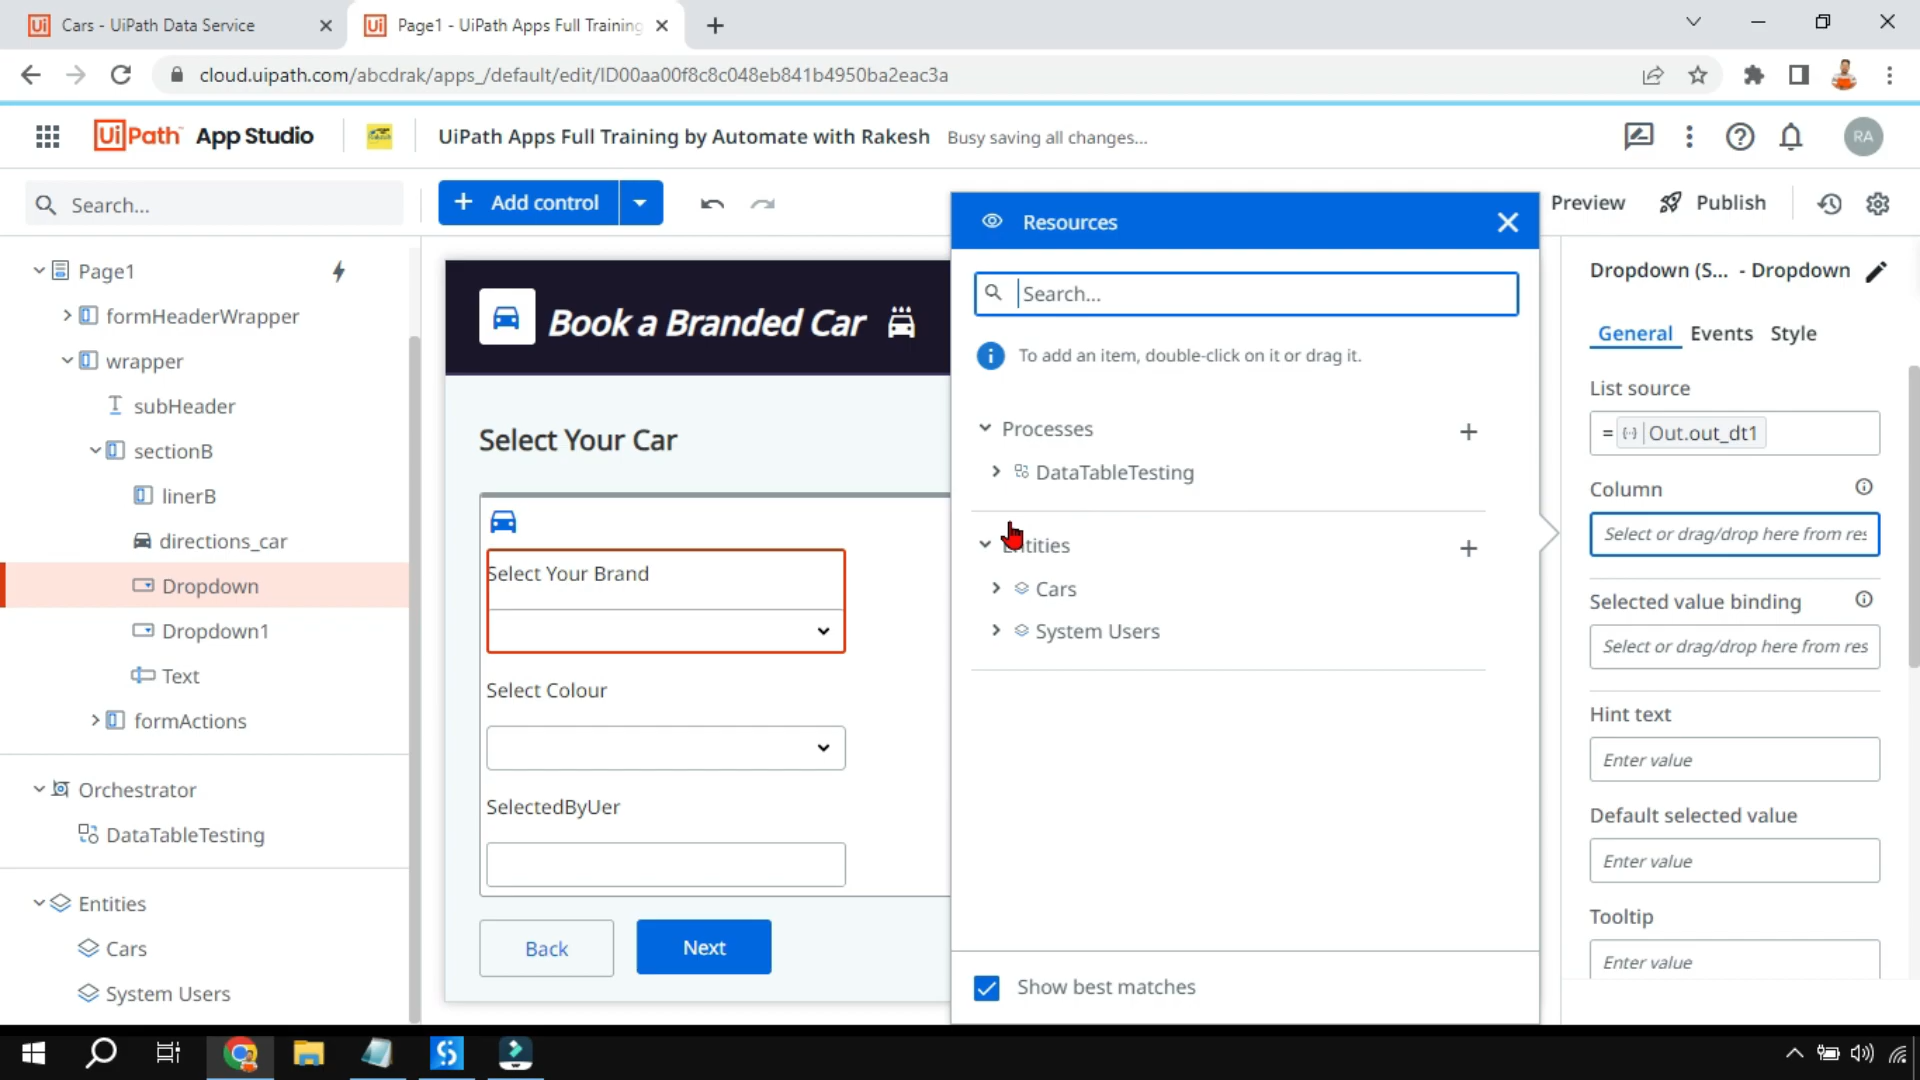 Cars - UiPath Data Service
Page1 - UiPath Apps Full Training
cloud.uipath.com/abcdrak/apps_/default/edit/ID00aa00f8c8c048eb841b4950ba2eac3a
UiPath App Studio
UiPath Apps Full Training by Automate with Rakesh
Busy saving all changes...
RA
Search...
Add control
Preview
Publish
Page1
formHeaderWrapper
wrapper
subHeader
sectionB
linerB
directions_car
Dropdown
Dropdown1
Text
formActions
Orchestrator
DataTableTesting
Entities
Cars
System Users
Book a Branded Car
Select Your Car
Select Your Brand
Select Colour
SelectedByUer
Back
Next
Resources
Search...
To add an item, double-click on it or drag it.
Processes
DataTableTesting
Entities
Cars
System Users
Show best matches
Dropdown (S... - Dropdown
General
Events
Style
List source
= Out.out_dt1
Column
Select or drag/drop here from res
Selected value binding
Select or drag/drop here from res
Hint text
Enter value
Default selected value
Enter value
Tooltip
Enter value